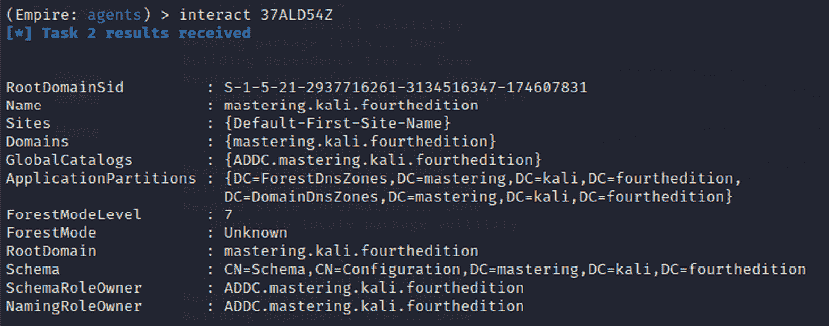 (Empire: agents) > interact 37ALD54Z
[*] Task 2 results received
RootDomainSid : S-1-5-21-2937716261-3134516347-174607831
Name : mastering.kali.fourthedition
Sites : {Default-First-Site-Name}
Domains : {mastering.kali.fourthedition}
GlobalCatalogs : {ADDC.mastering.kali.fourthedition}
ApplicationPartitions : {DC=ForestDnsZones,DC=mastering,DC=kali,DC=fourthedition,
DC=DomainDnsZones,DC=mastering,DC=kali,DC=fourthedition}
ForestModeLevel : 7
ForestMode : Unknown
RootDomain : mastering.kali.fourthedition
Schema : CN=Schema,CN=Configuration,DC=mastering,DC=kali,DC=fourthedition
SchemaRoleOwner : ADDC.mastering.kali.fourthedition
NamingRoleOwner : ADDC.mastering.kali.fourthedition